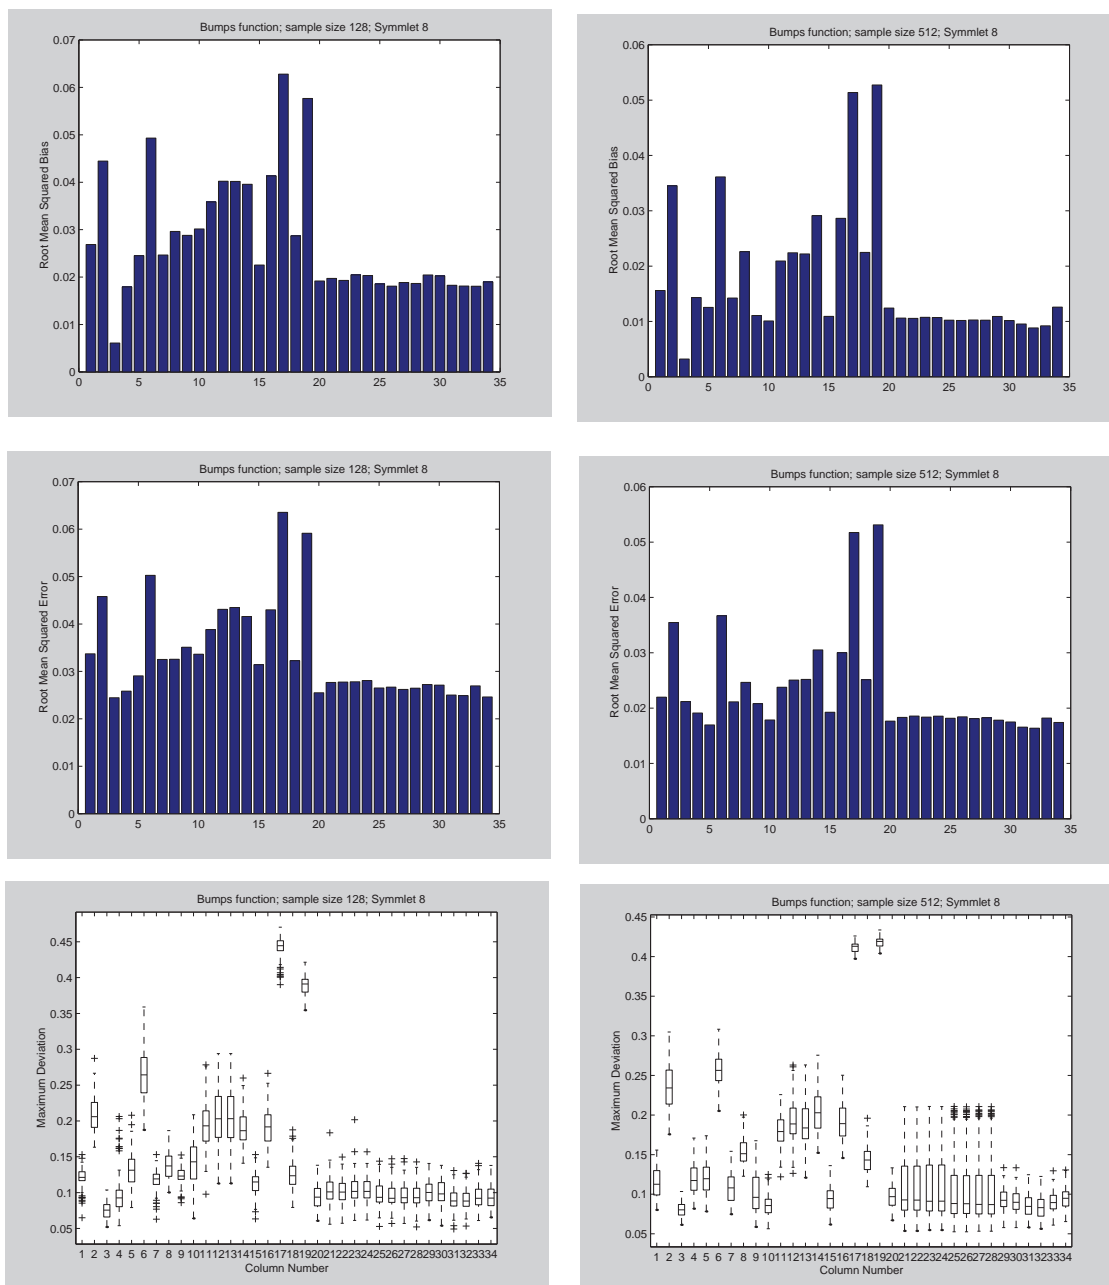 Bumps function; sample size 128; Symmlet 8
0.07
0.06
0.05
0.04
0.03
0.02
0.01
0
Root Mean Squared Bias
0 5 10 15 20 25 30 35
Bumps function; sample size 512; Symmlet 8
0.06
0.05
0.04
0.03
0.02
0.01
0
Root Mean Squared Bias
0 5 10 15 20 25 30 35
Bumps function; sample size 128; Symmlet 8
0.07
0.06
0.05
0.04
0.03
0.02
0.01
0
Root Mean Squared Error
0 5 10 15 20 25 30 35
Bumps function; sample size 512; Symmlet 8
0.06
0.05
0.04
0.03
0.02
0.01
0
Root Mean Squared Error
0 5 10 15 20 25 30 35
Bumps function; sample size 128; Symmlet 8
0.45
0.4
0.35
0.3
0.25
0.2
0.15
0.1
0.05
Maximum Deviation
1 2 3 4 5 6 7 8 9 10111213141516171819202122232425262728293031323334
Column Number
Bumps function; sample size 512; Symmlet 8
0.45
0.4
0.35
0.3
0.25
0.2
0.15
0.1
0.05
Maximum Deviation
1 2 3 4 5 6 7 8 9 10111213141516171819202122232425262728293031323334
Column Number